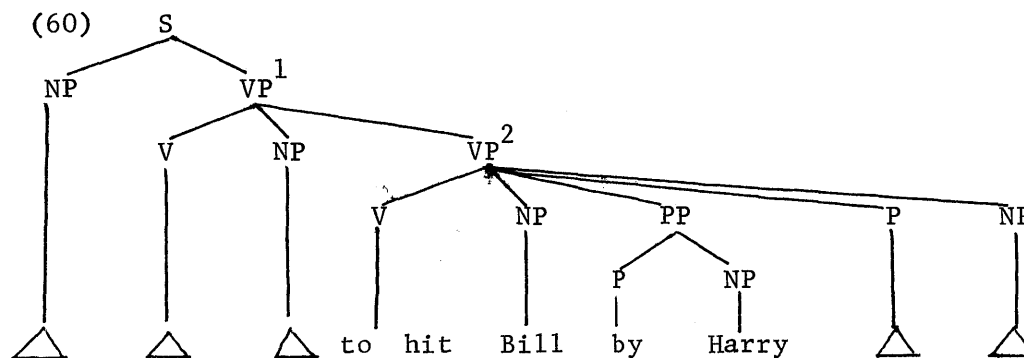 (60) S
NP VP1
V NP VP2
V NP PP P NP
P NP
to hit Bill by Harry